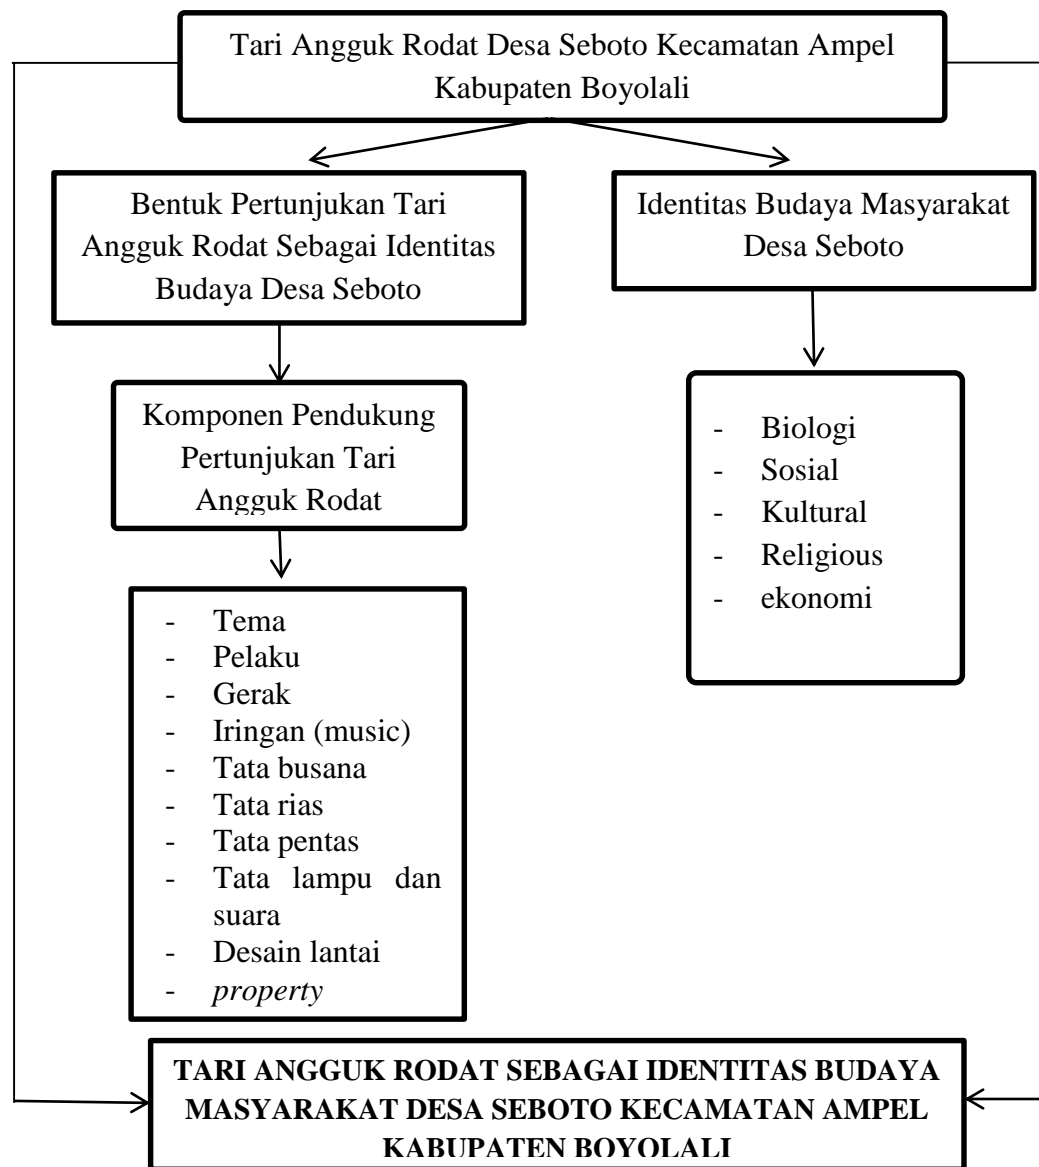 Tari Angguk Rodat Desa Seboto Kecamatan Ampel
Kabupaten Boyolali
Bentuk Pertunjukan Tari
Angguk Rodat Sebagai Identitas
Budaya Desa Seboto
Identitas Budaya Masyarakat
Desa Seboto
Komponen Pendukung
Pertunjukan Tari
Angguk Rodat
- Biologi
- Sosial
- Kultural
- Religious
- ekonomi
- Tema
- Pelaku
- Gerak
- Iringan (music)
- Tata busana
- Tata rias
- Tata pentas
- Tata lampu dan
suara
- Desain lantai
- property
TARI ANGGUK RODAT SEBAGAI IDENTITAS BUDAYA
MASYARAKAT DESA SEBOTO KECAMATAN AMPEL
KABUPATEN BOYOLALI